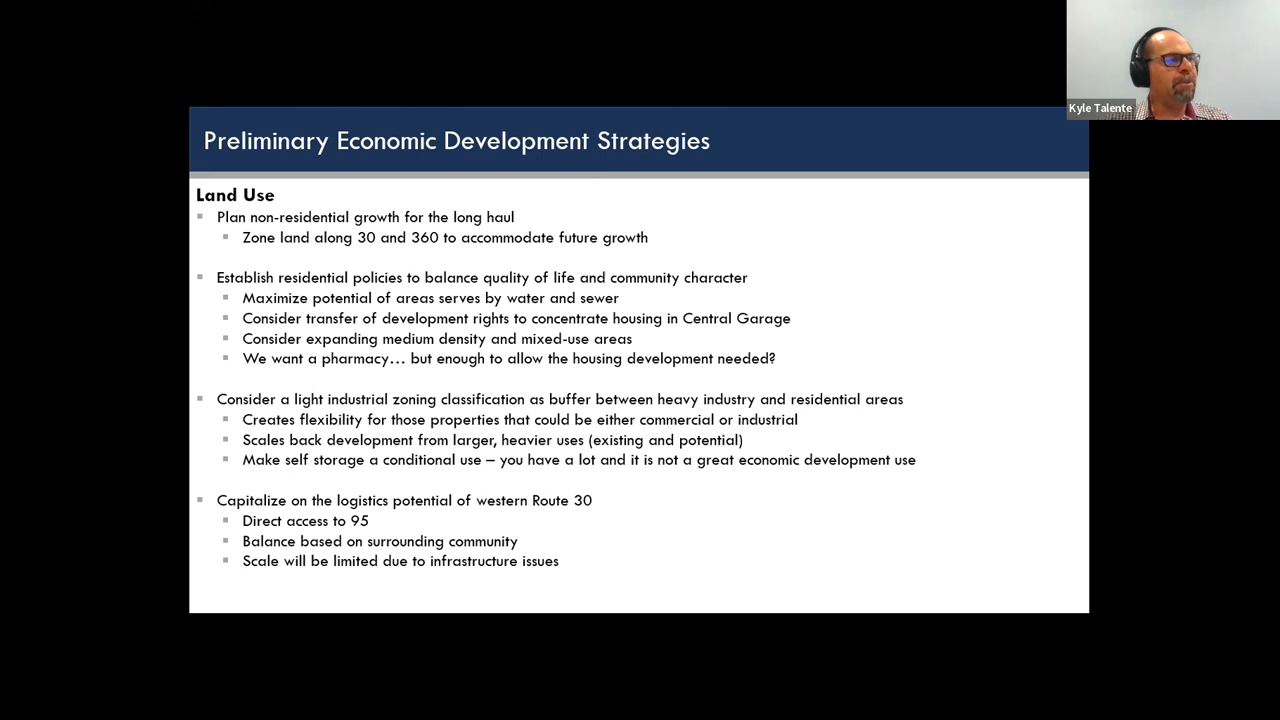 Kyle Talente
Preliminary Economic Development Strategies
Land Use
Plan non-residential growth for the long haul
Zone land along 30 and 360 to accommodate future growth
Establish residential policies to balance quality of life and community character
Maximize potential of areas serves by water and sewer
Consider transfer of development rights to concentrate housing in Central Garage
Consider expanding medium density and mixed-use areas
We want a pharmacy… but enough to allow the housing development needed?
Consider a light industrial zoning classification as buffer between heavy industry and residential areas
Creates flexibility for those properties that could be either commercial or industrial
Scales back development from larger, heavier uses (existing and potential)
Make self storage a conditional use – you have a lot and it is not a great economic development use
Capitalize on the logistics potential of western Route 30
Direct access to 95
Balance based on surrounding community
Scale will be limited due to infrastructure issues